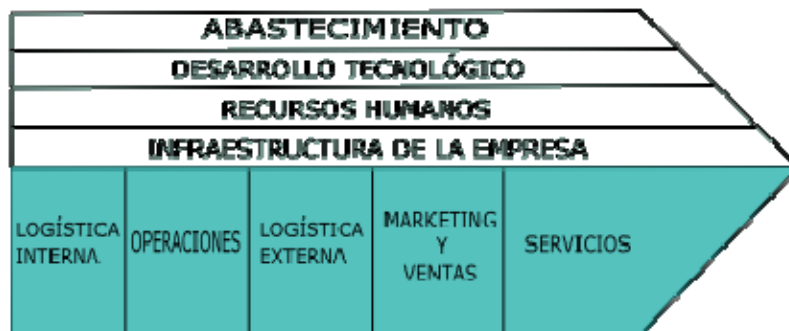 ABASTECIMIENTO
DESARROLLO TECNOLÓGICO
RECURSOS HUMANOS
INFRAESTRUCTURA DE LA EMPRESA
LOGÍSTICA
INTERNA
OPERACIONES
LOGÍSTICA
EXTERNA
MARKETING
Y
VENTAS
SERVICIOS